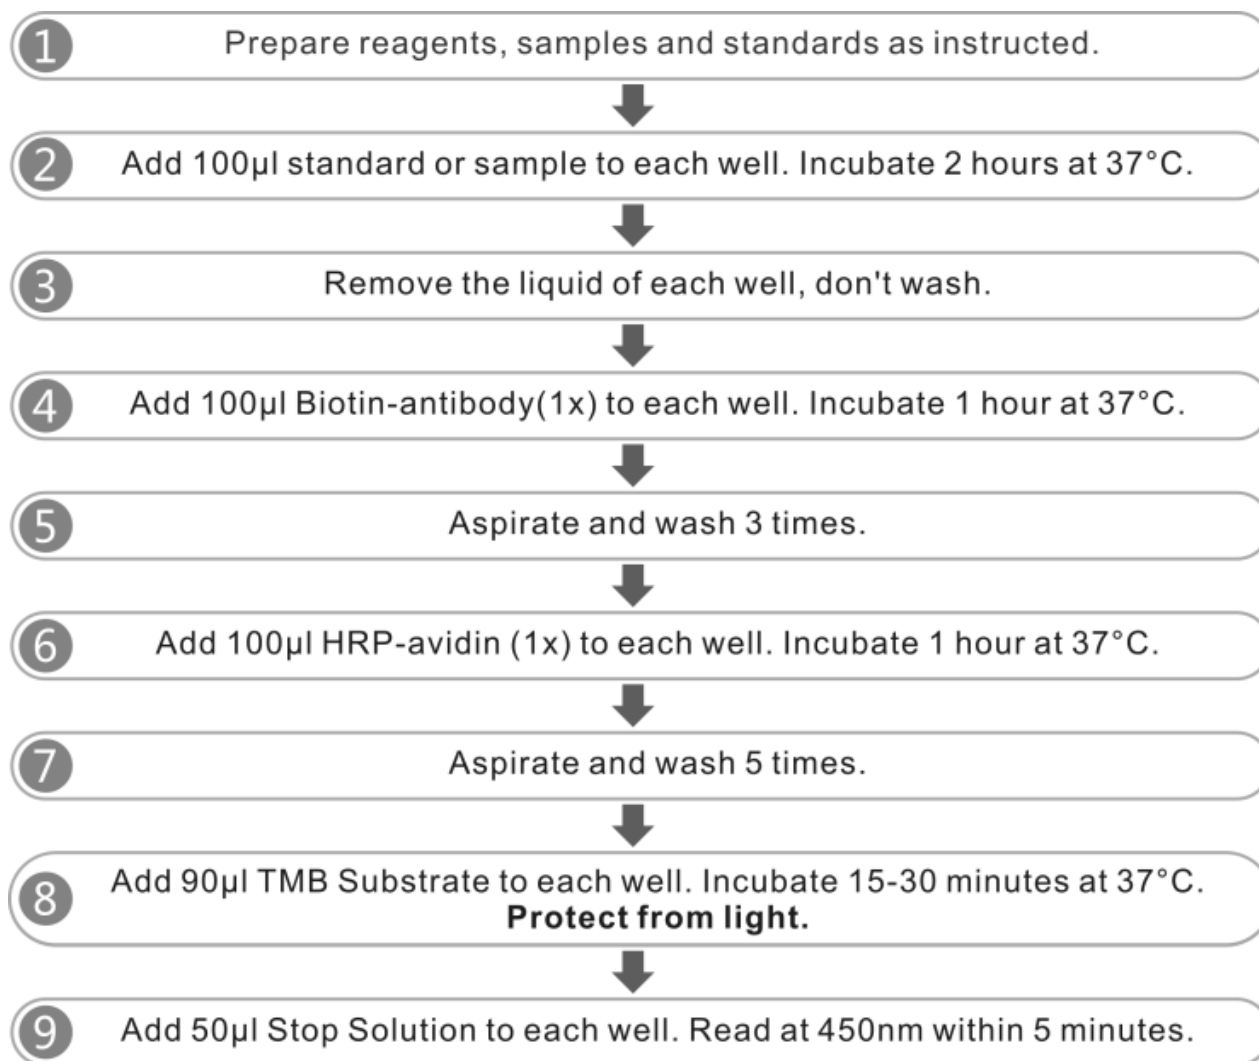 1 Prepare reagents, samples and standards as instructed.
2 Add 100µl standard or sample to each well. Incubate 2 hours at 37°C.
3 Remove the liquid of each well, don't wash.
4 Add 100µl Biotin-antibody(1x) to each well. Incubate 1 hour at 37°C.
5 Aspirate and wash 3 times.
6 Add 100µl HRP-avidin (1x) to each well. Incubate 1 hour at 37°C.
7 Aspirate and wash 5 times.
8 Add 90µl TMB Substrate to each well. Incubate 15-30 minutes at 37°C.
Protect from light.
9 Add 50µl Stop Solution to each well. Read at 450nm within 5 minutes.